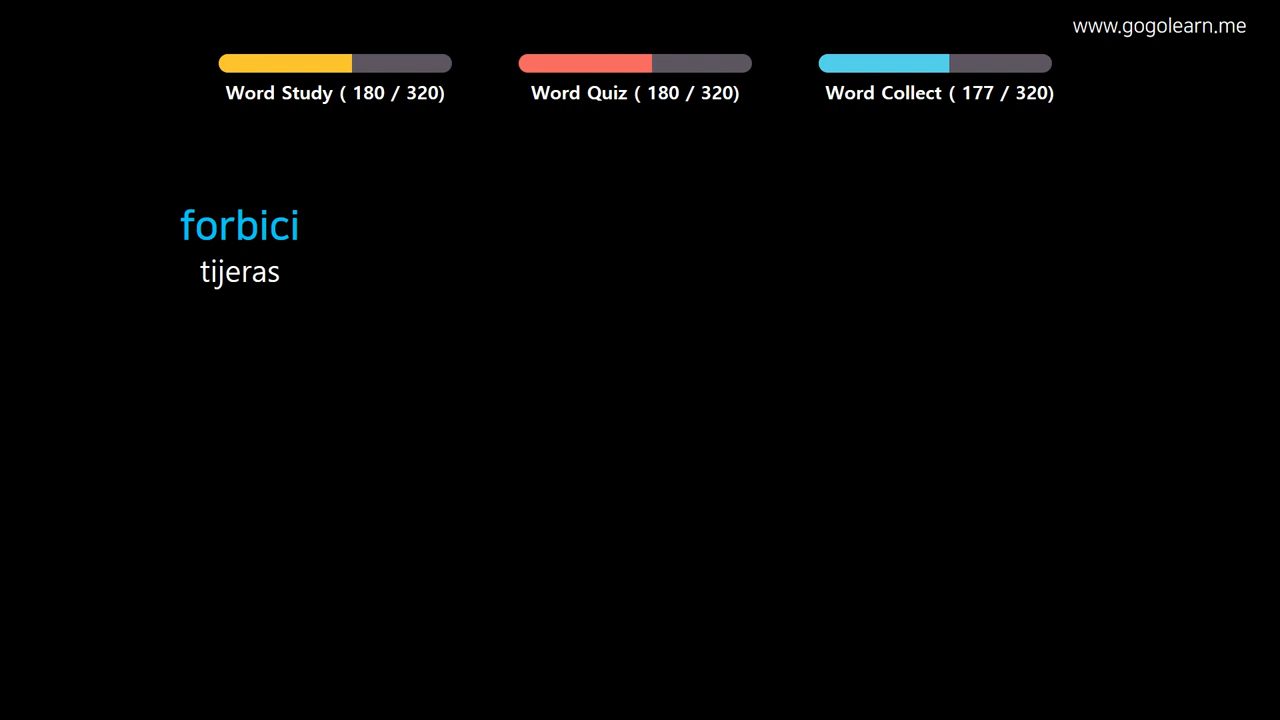 www.gogolearn.me
Word Study ( 180 / 320)
Word Quiz ( 180 / 320)
Word Collect ( 177 / 320)
forbici
tijeras